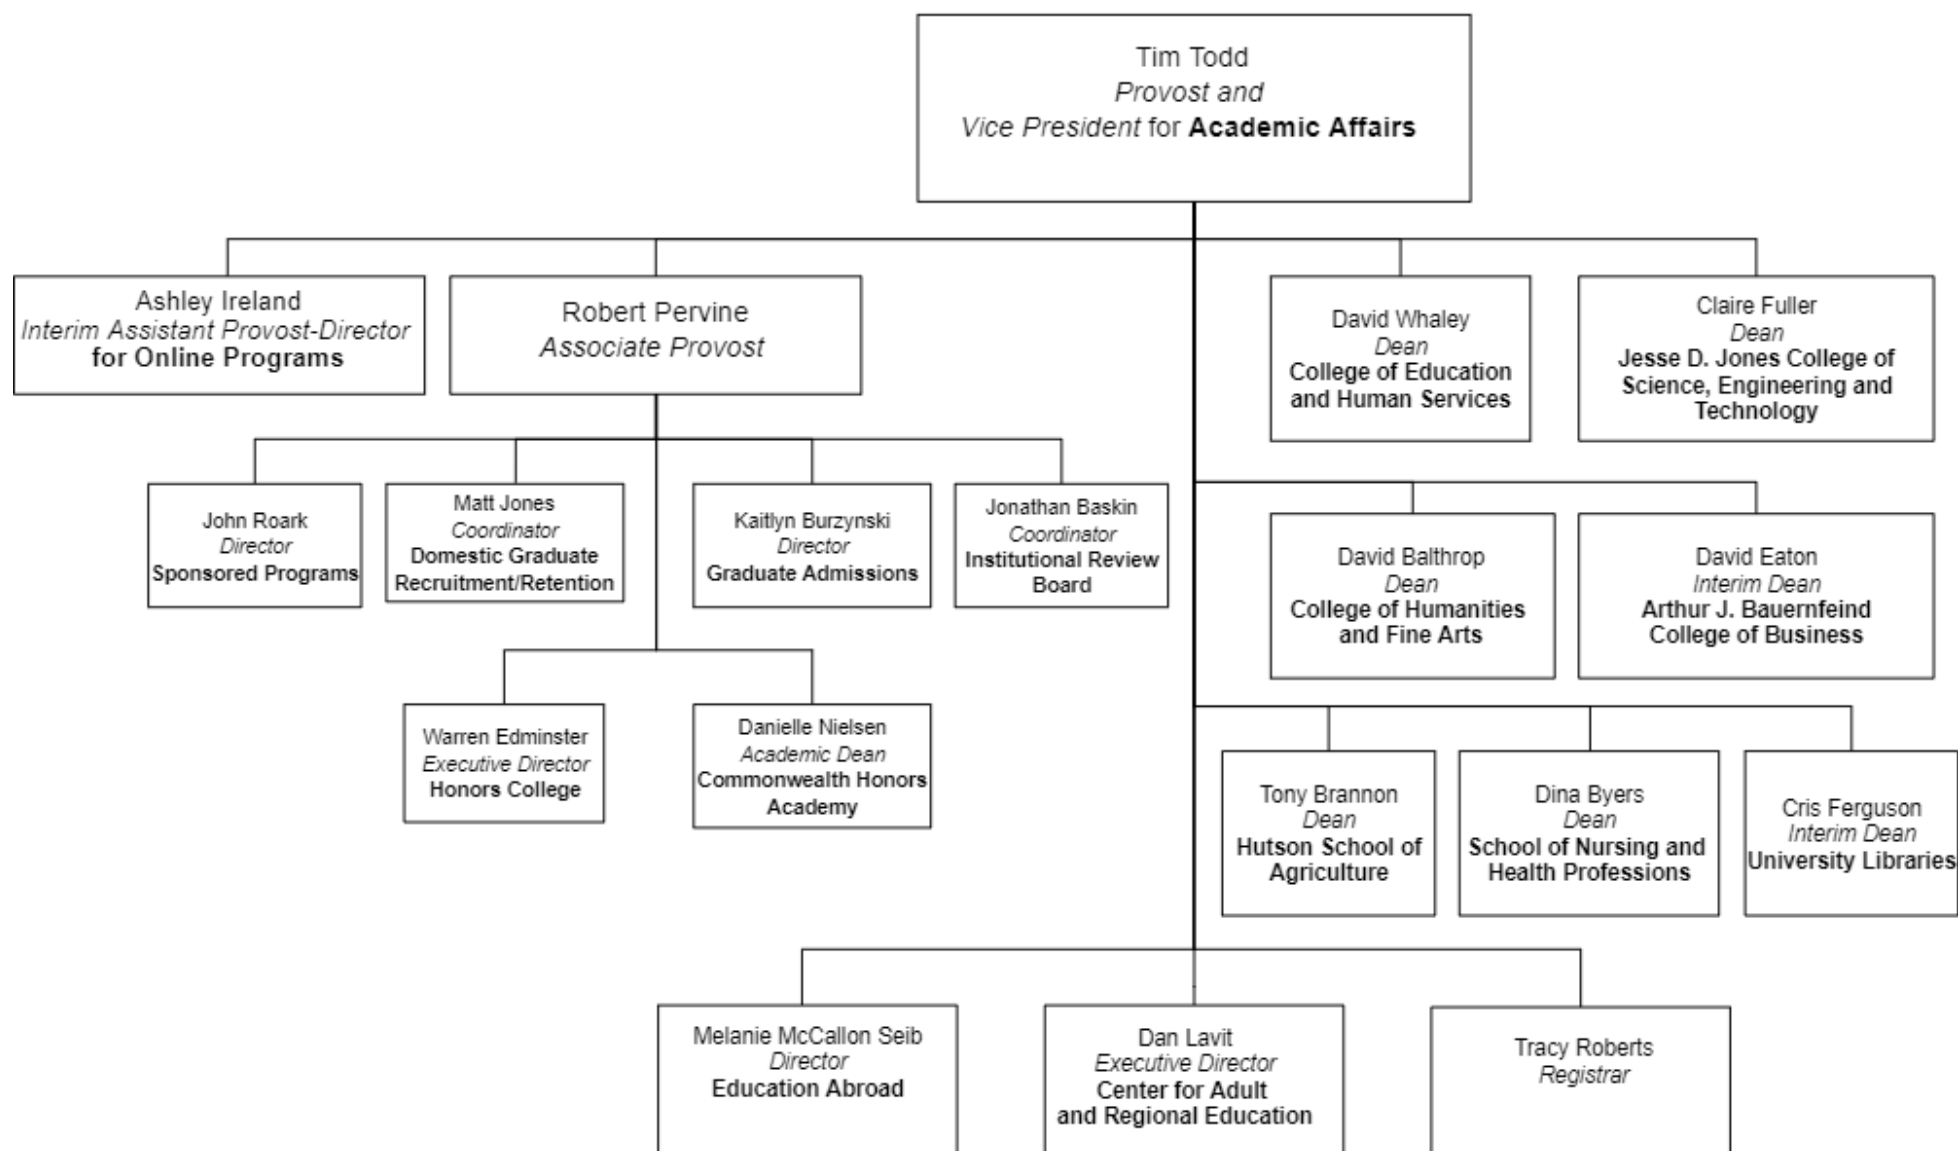 Tim Todd
Provost and
Vice President for Academic Affairs
Ashley Ireland
Interim Assistant Provost-Director
for Online Programs
Robert Pervine
Associate Provost
David Whaley
Dean
College of Education
and Human Services
Claire Fuller
Dean
Jesse D. Jones College of
Science, Engineering and
Technology
John Roark
Director
Sponsored Programs
Matt Jones
Coordinator
Domestic Graduate
Recruitment/Retention
Kaitlyn Burzynski
Director
Graduate Admissions
Jonathan Baskin
Coordinator
Institutional Review
Board
David Balthrop
Dean
College of Humanities
and Fine Arts
David Eaton
Interim Dean
Arthur J. Bauernfeind
College of Business
Warren Edminster
Executive Director
Honors College
Danielle Nielsen
Academic Dean
Commonwealth Honors
Academy
Tony Brannon
Dean
Hutson School of
Agriculture
Dina Byers
Dean
School of Nursing and
Health Professions
Cris Ferguson
Interim Dean
University Libraries
Melanie McCallon Seib
Director
Education Abroad
Dan Lavit
Executive Director
Center for Adult
and Regional Education
Tracy Roberts
Registrar